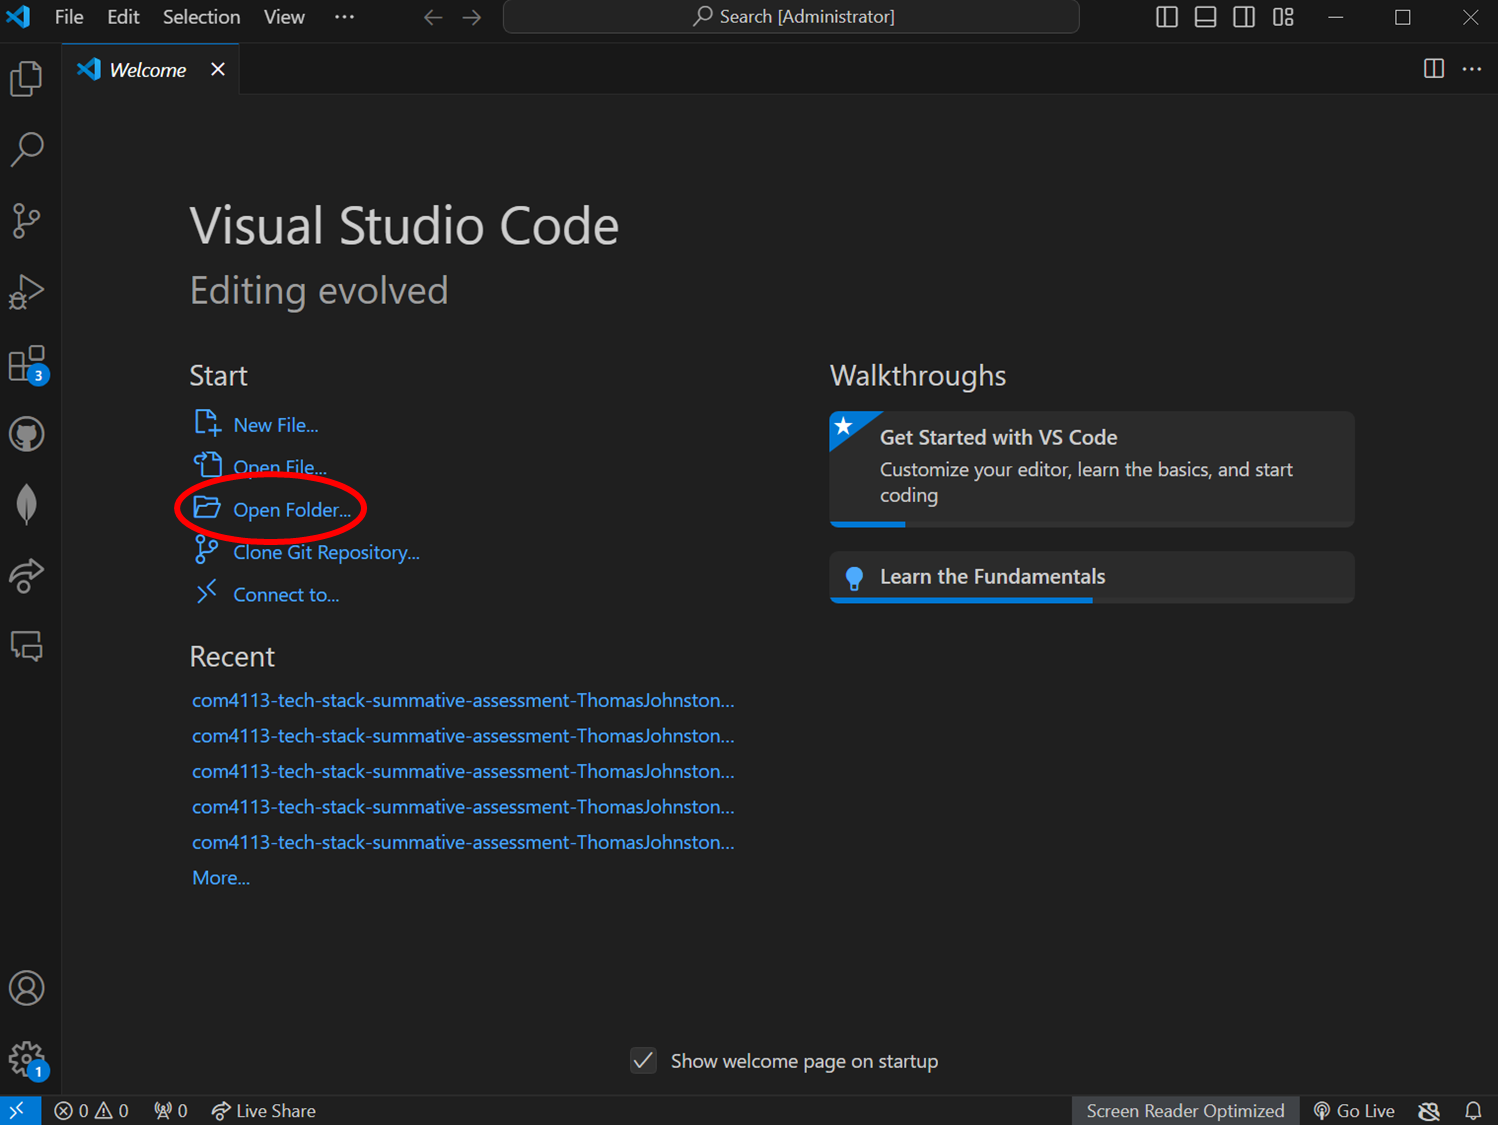 File Edit Selection View ··· Search [Administrator]
Welcome
Visual Studio Code
Editing evolved
Start
New File...
Open File...
Open Folder...
Clone Git Repository...
Connect to...
Recent
com4113-tech-stack-summative-assessment-ThomasJohnston...
com4113-tech-stack-summative-assessment-ThomasJohnston...
com4113-tech-stack-summative-assessment-ThomasJohnston...
com4113-tech-stack-summative-assessment-ThomasJohnston...
com4113-tech-stack-summative-assessment-ThomasJohnston...
More...
Walkthroughs
Get Started with VS Code
Customize your editor, learn the basics, and start
coding
Learn the Fundamentals
3
1
Show welcome page on startup
0 0 0 Live Share Screen Reader Optimized Go Live